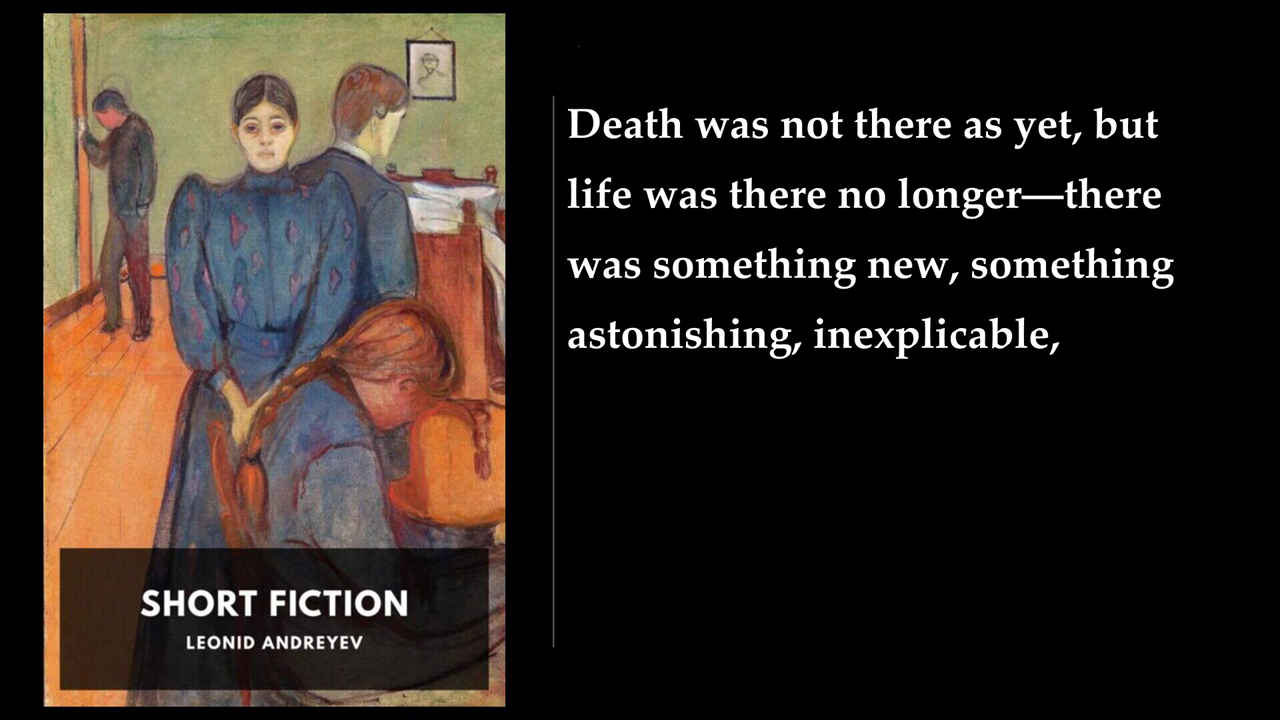 Death was not there as yet, but
life was there no longer—there
was something new, something
astonishing, inexplicable,
SHORT FICTION
LEONID ANDREYEV